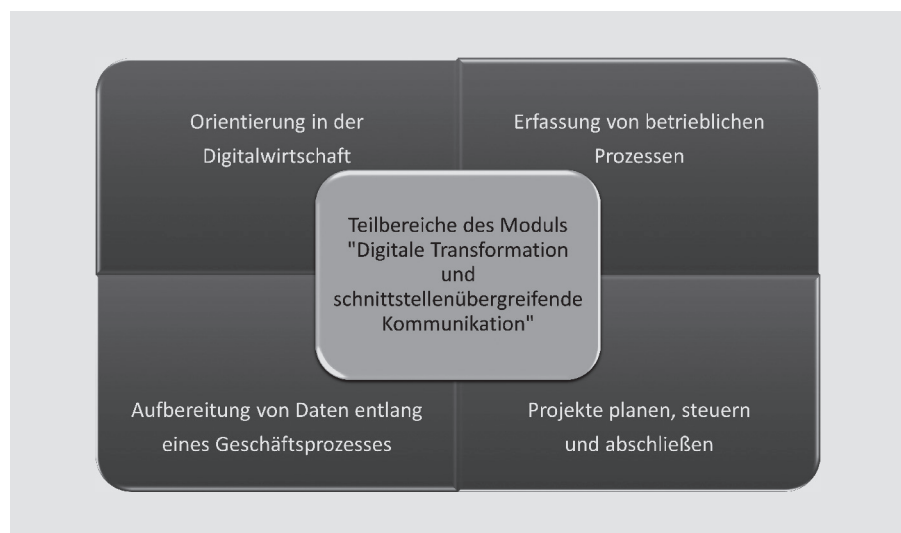 Orientierung in der
Digitalwirtschaft
Erfassung von betrieblichen
Prozessen
Teilbereiche des Moduls
"Digitale Transformation
und
schnittstellenübergreifende
Kommunikation"
Aufbereitung von Daten entlang
eines Geschäftsprozesses
Projekte planen, steuern
und abschließen